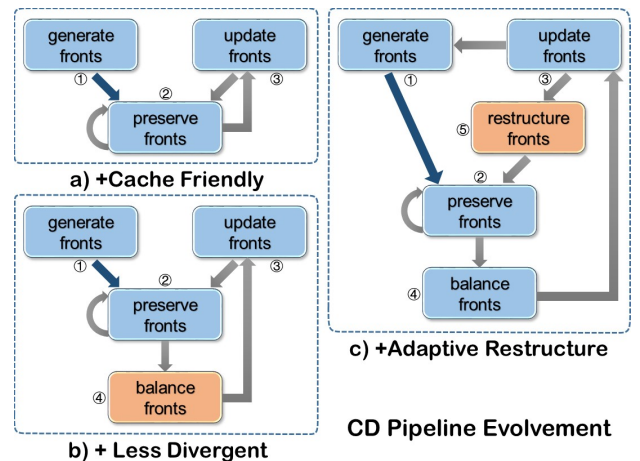 generate
fronts
①
update
fronts
③
②
preserve
fronts
a) +Cache Friendly
generate
fronts
①
update
fronts
③
②
preserve
fronts
④
balance
fronts
b) + Less Divergent
generate
fronts
①
update
fronts
③
⑤
restructure
fronts
②
preserve
fronts
④
balance
fronts
c) +Adaptive Restructure
CD Pipeline Evolvement